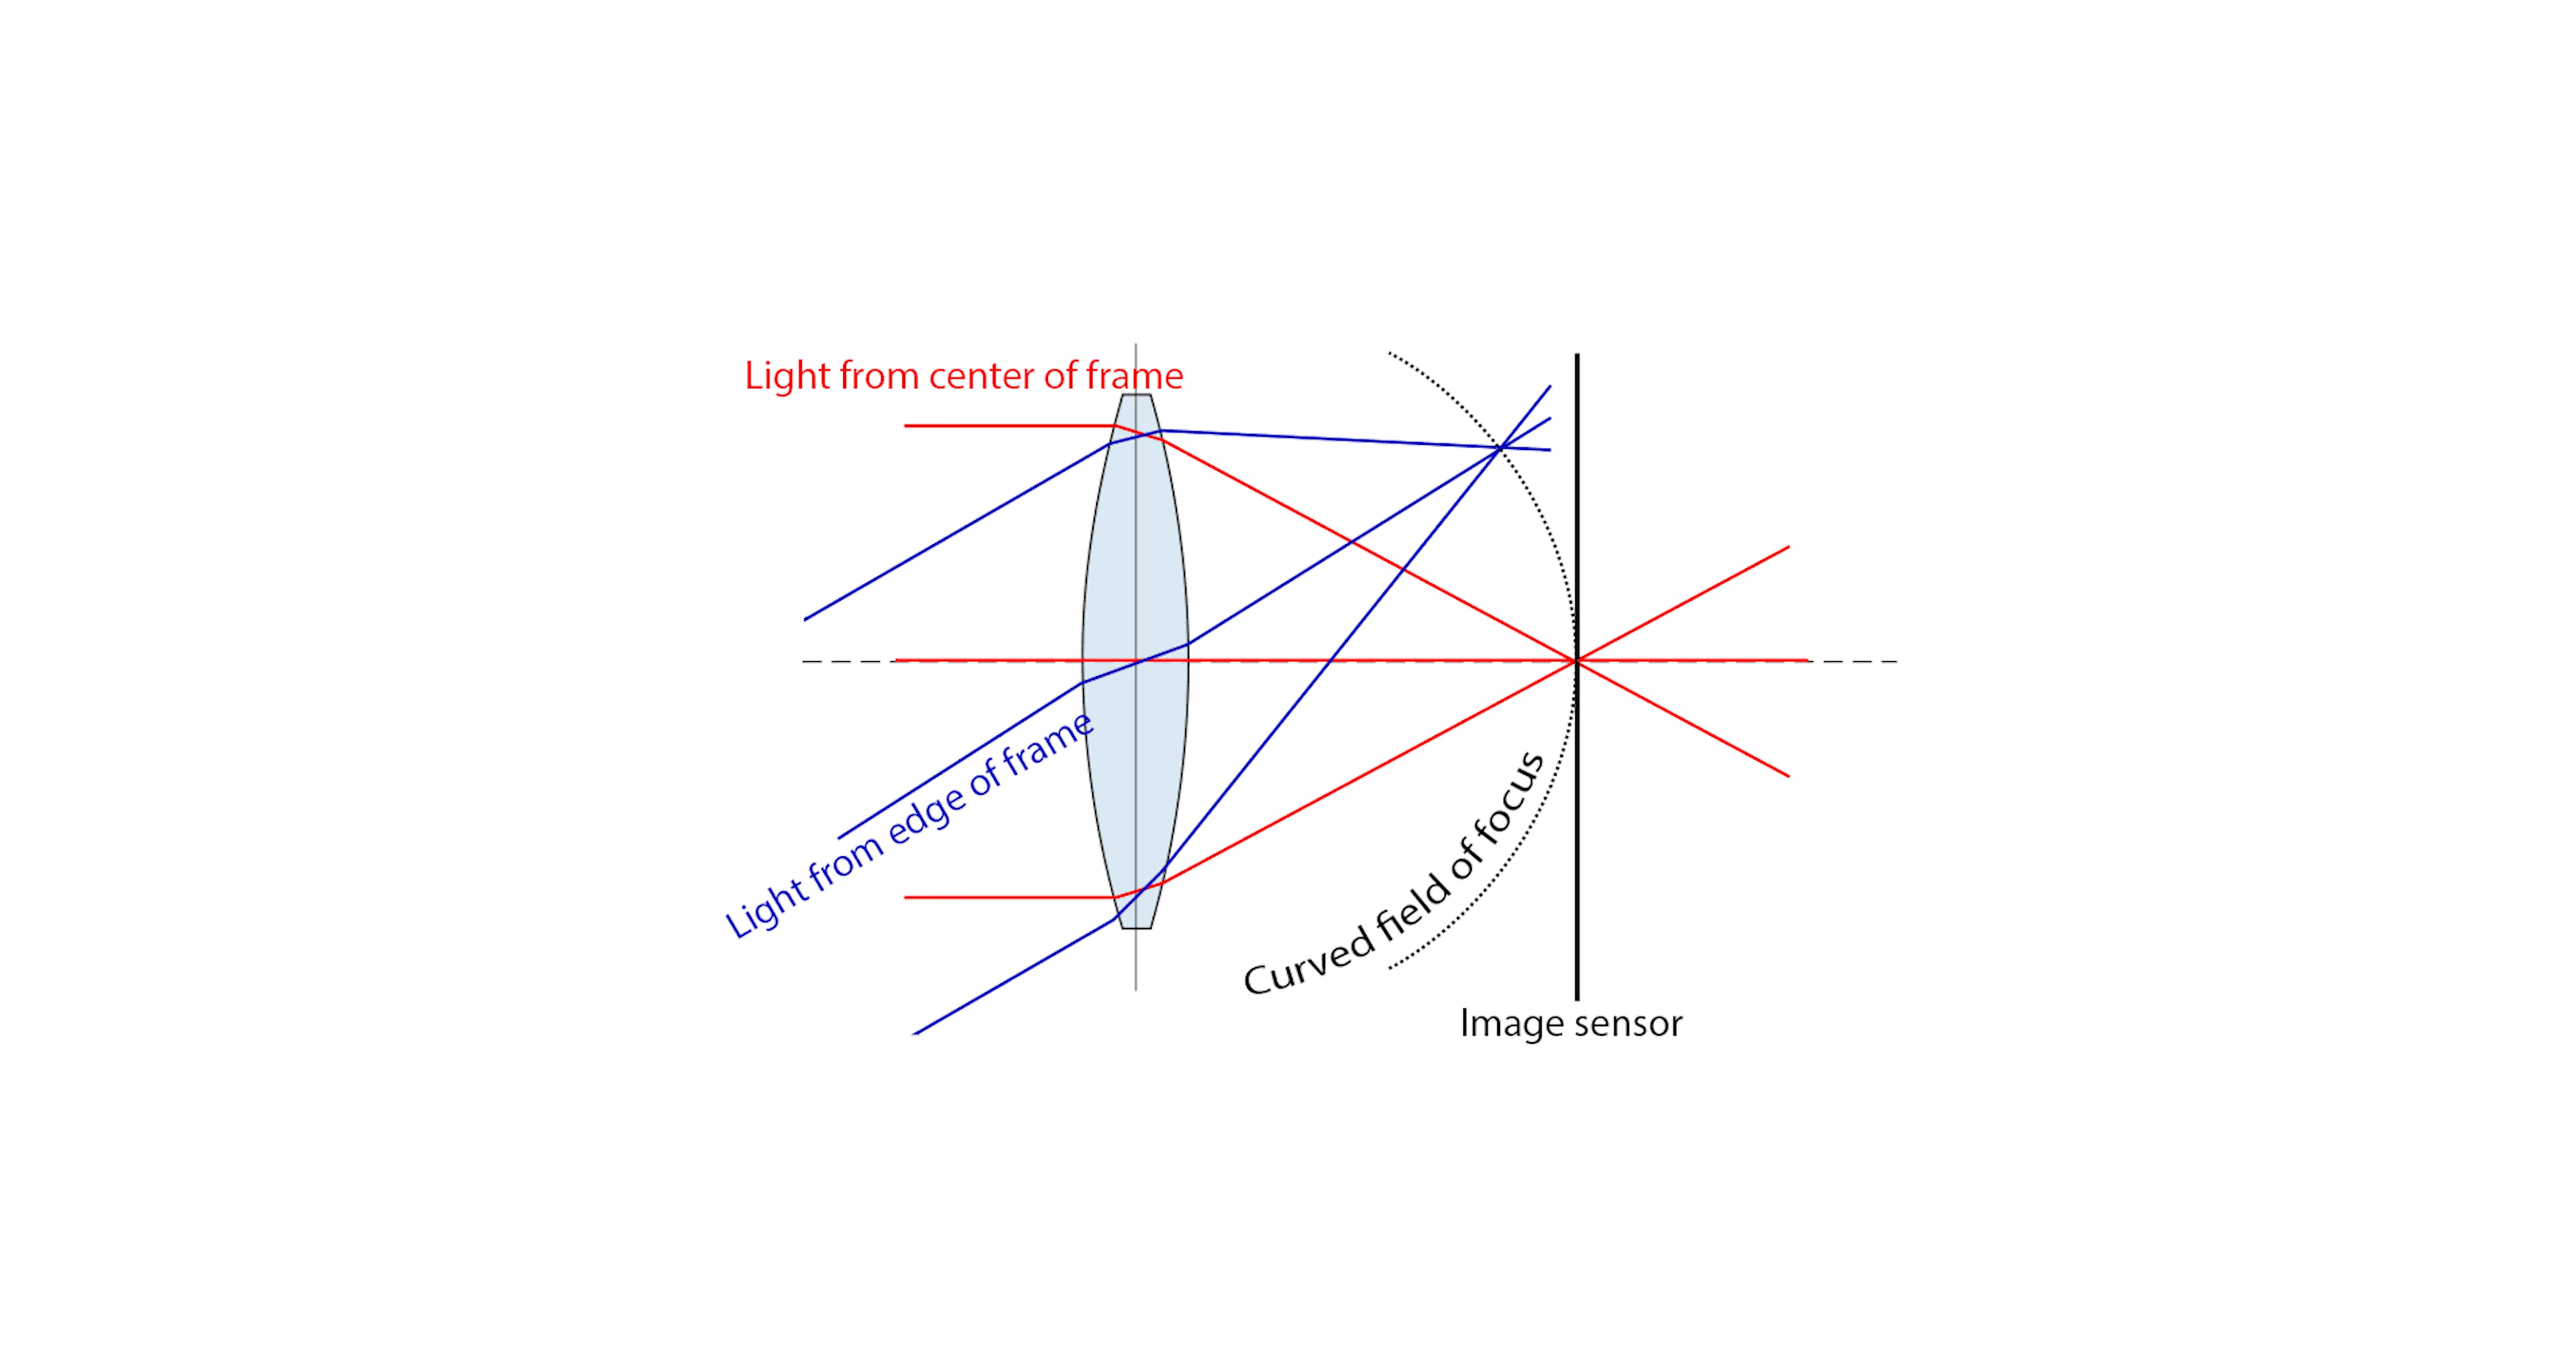 Light from center of frame
Light from edge of frame
Curved field of focus
Image sensor